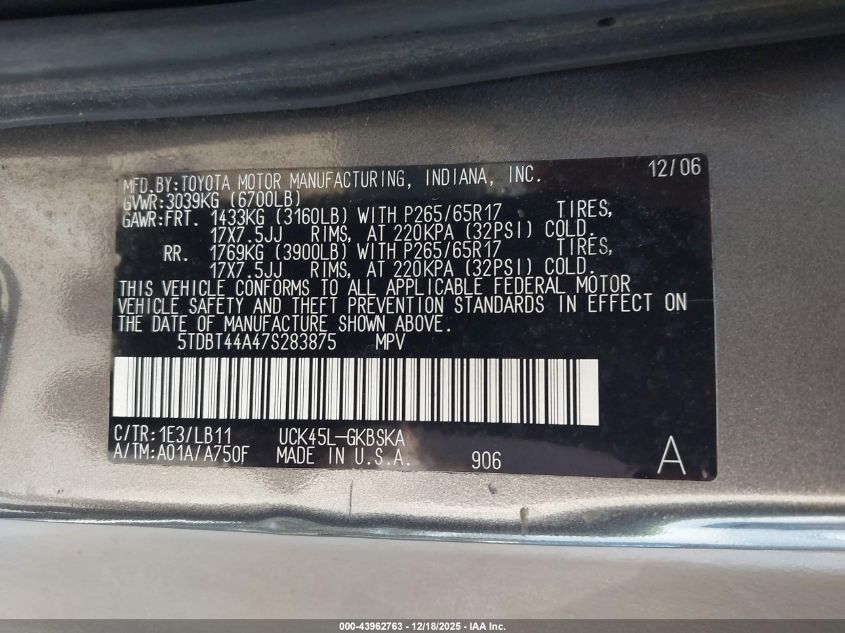 12/06
MFD.BY:TOYOTA MOTOR MANUFACTURING, INDIANA, INC.
GVWR:3039KG (6700LB)
GAWR:FRT. 1433KG (3160LB) WITH P265/65R17 TIRES,
17X7.5JJ RIMS, AT 220KPA (32PSI) COLD.
RR. 1769KG (3900LB) WITH P265/65R17 TIRES,
17X7.5JJ RIMS, AT 220KPA (32PSI) COLD.
THIS VEHICLE CONFORMS TO ALL APPLICABLE FEDERAL MOTOR
VEHICLE SAFETY AND THEFT PREVENTION STANDARDS IN EFFECT ON
THE DATE OF MANUFACTURE SHOWN ABOVE.
5TDBT44A47S283875 MPV
C/TR:1E3/LB11 UCK45L-GKBSKA
A/TM:A01A/A750F MADE IN U.S.A. 906 A
000-43962763 - 12/18/2025 - IAA Inc.